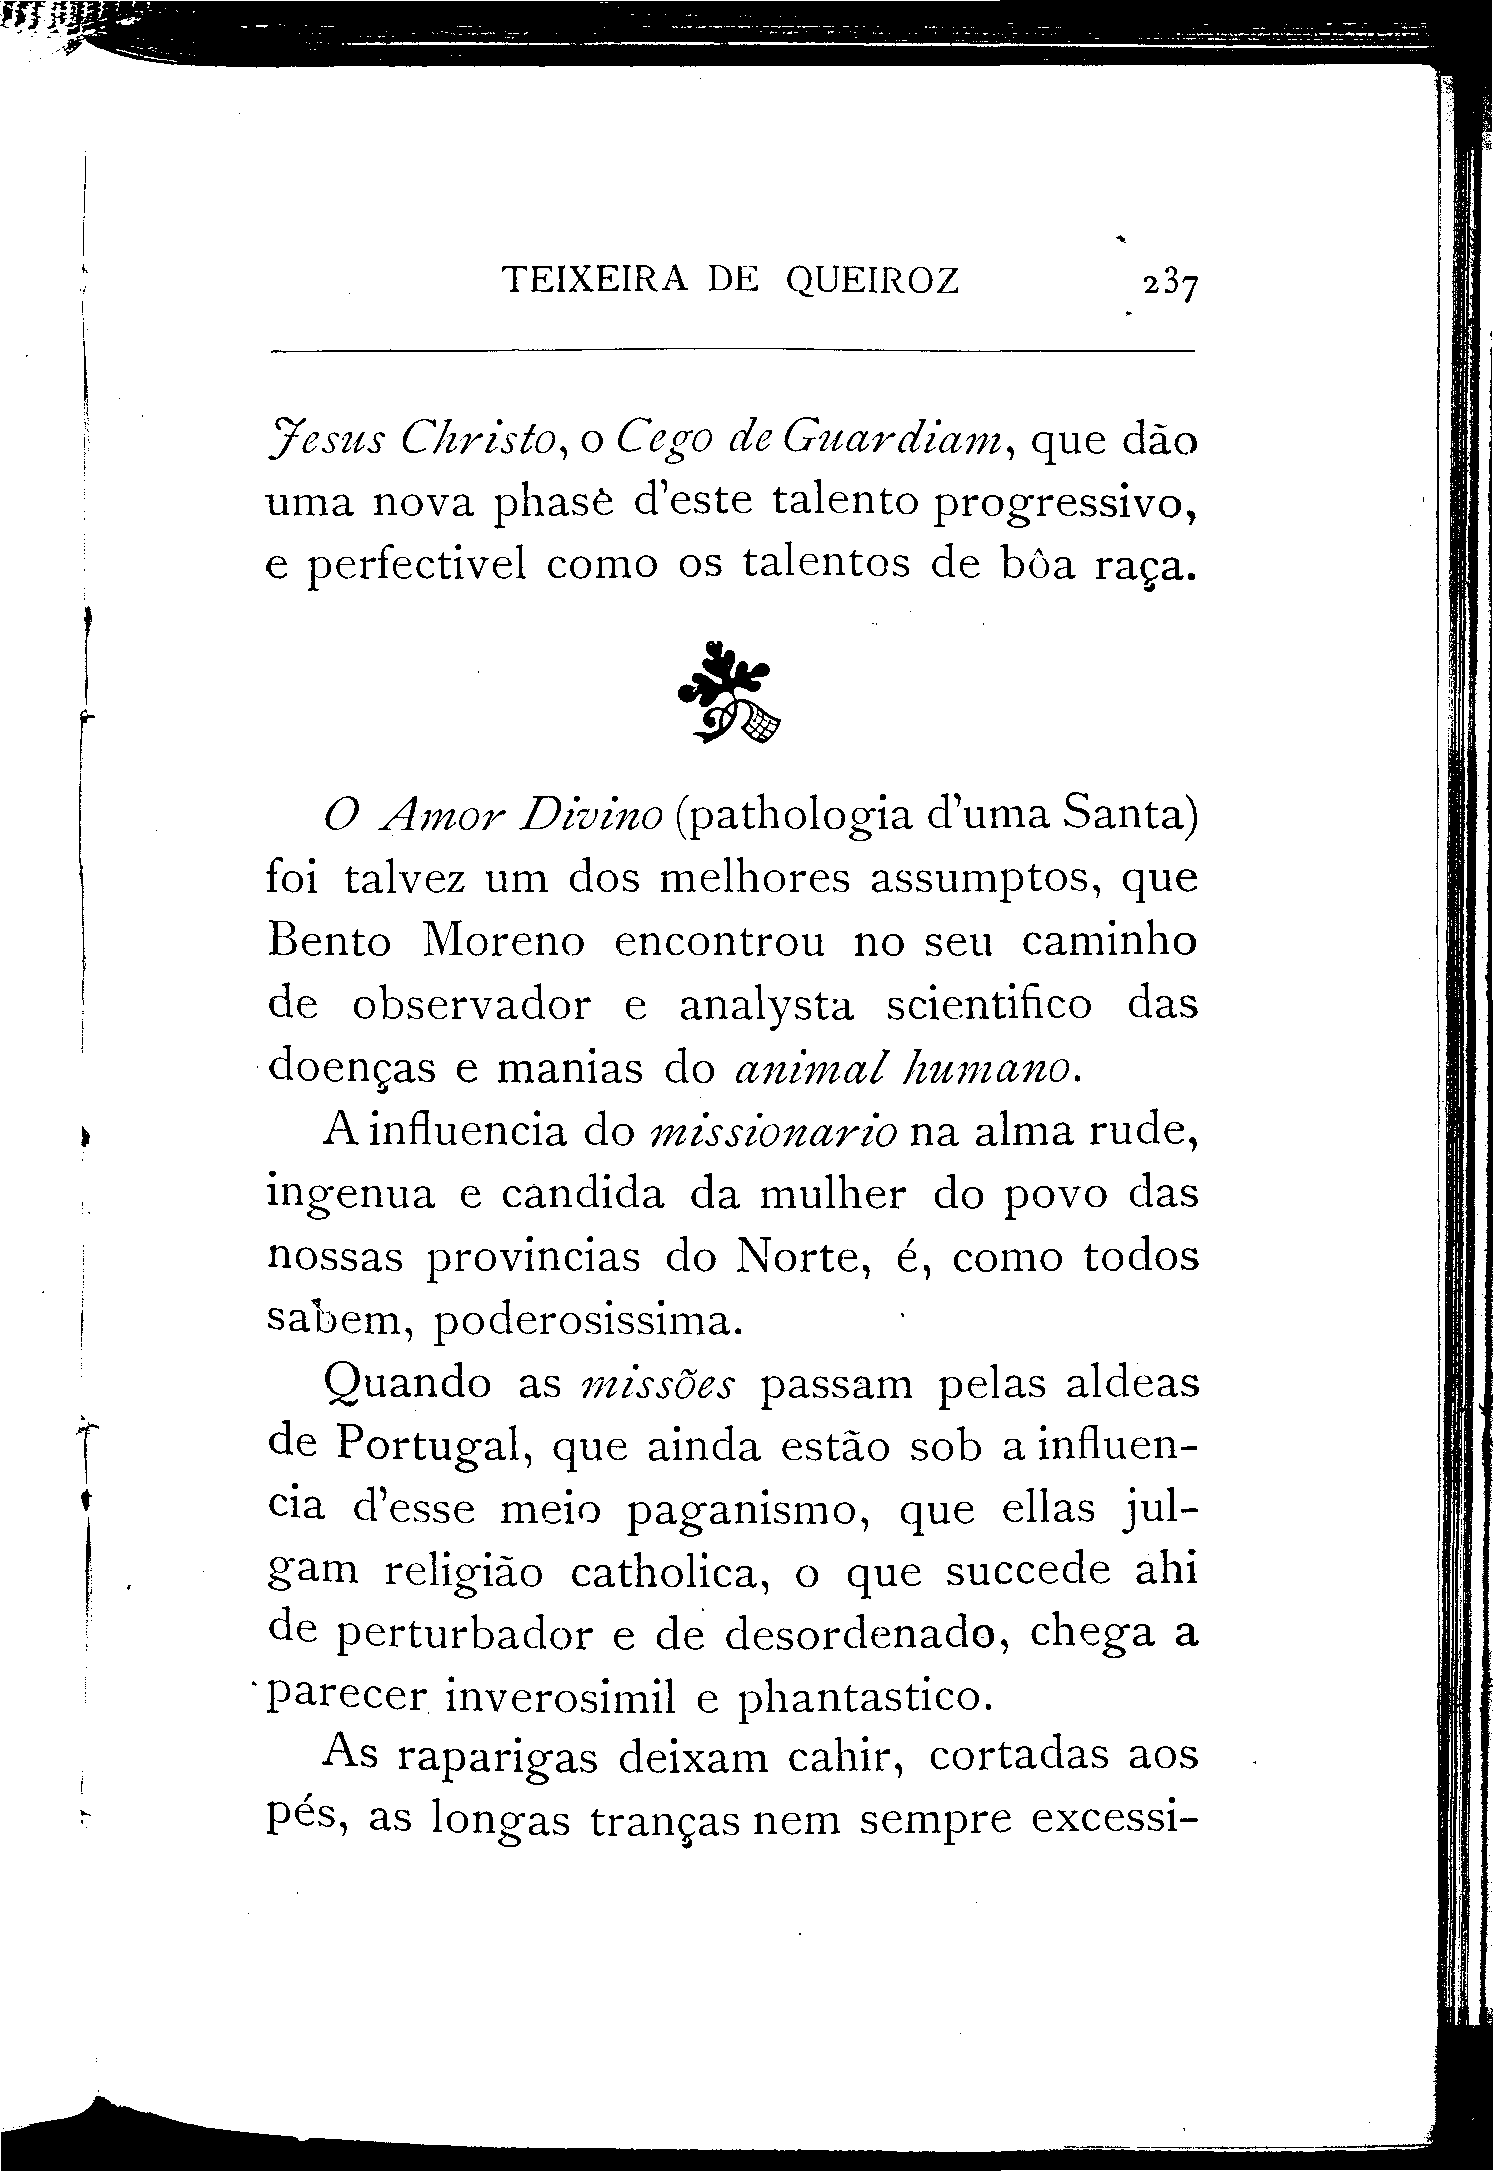 TEIXEIRA DE QUEIROZ 237
Jesus Christo, o Cego de Guardiam, que dão
uma nova phase d'este talento progressivo,
e perfectivel como os talentos de bôa raça.
O Amor Divino (pathologia d'uma Santa)
foi talvez um dos melhores assumptos, que
Bento Moreno encontrou no seu caminho
de observador e analysta scientifico das
doenças e manias do animal humano.
A influencia do missionario na alma rude,
ingenua e candida da mulher do povo das
nossas provincias do Norte, é, como todos
sabem, poderosissima.
Quando as missões passam pelas aldeas
de Portugal, que ainda estão sob a influen-
cia d'esse meio paganismo, que ellas jul-
gam religião catholica, o que succede ahi
de perturbador e de desordenado, chega a
parecer inverosimil e phantastico.
As raparigas deixam cahir, cortadas aos
pés, as longas tranças nem sempre excessi-